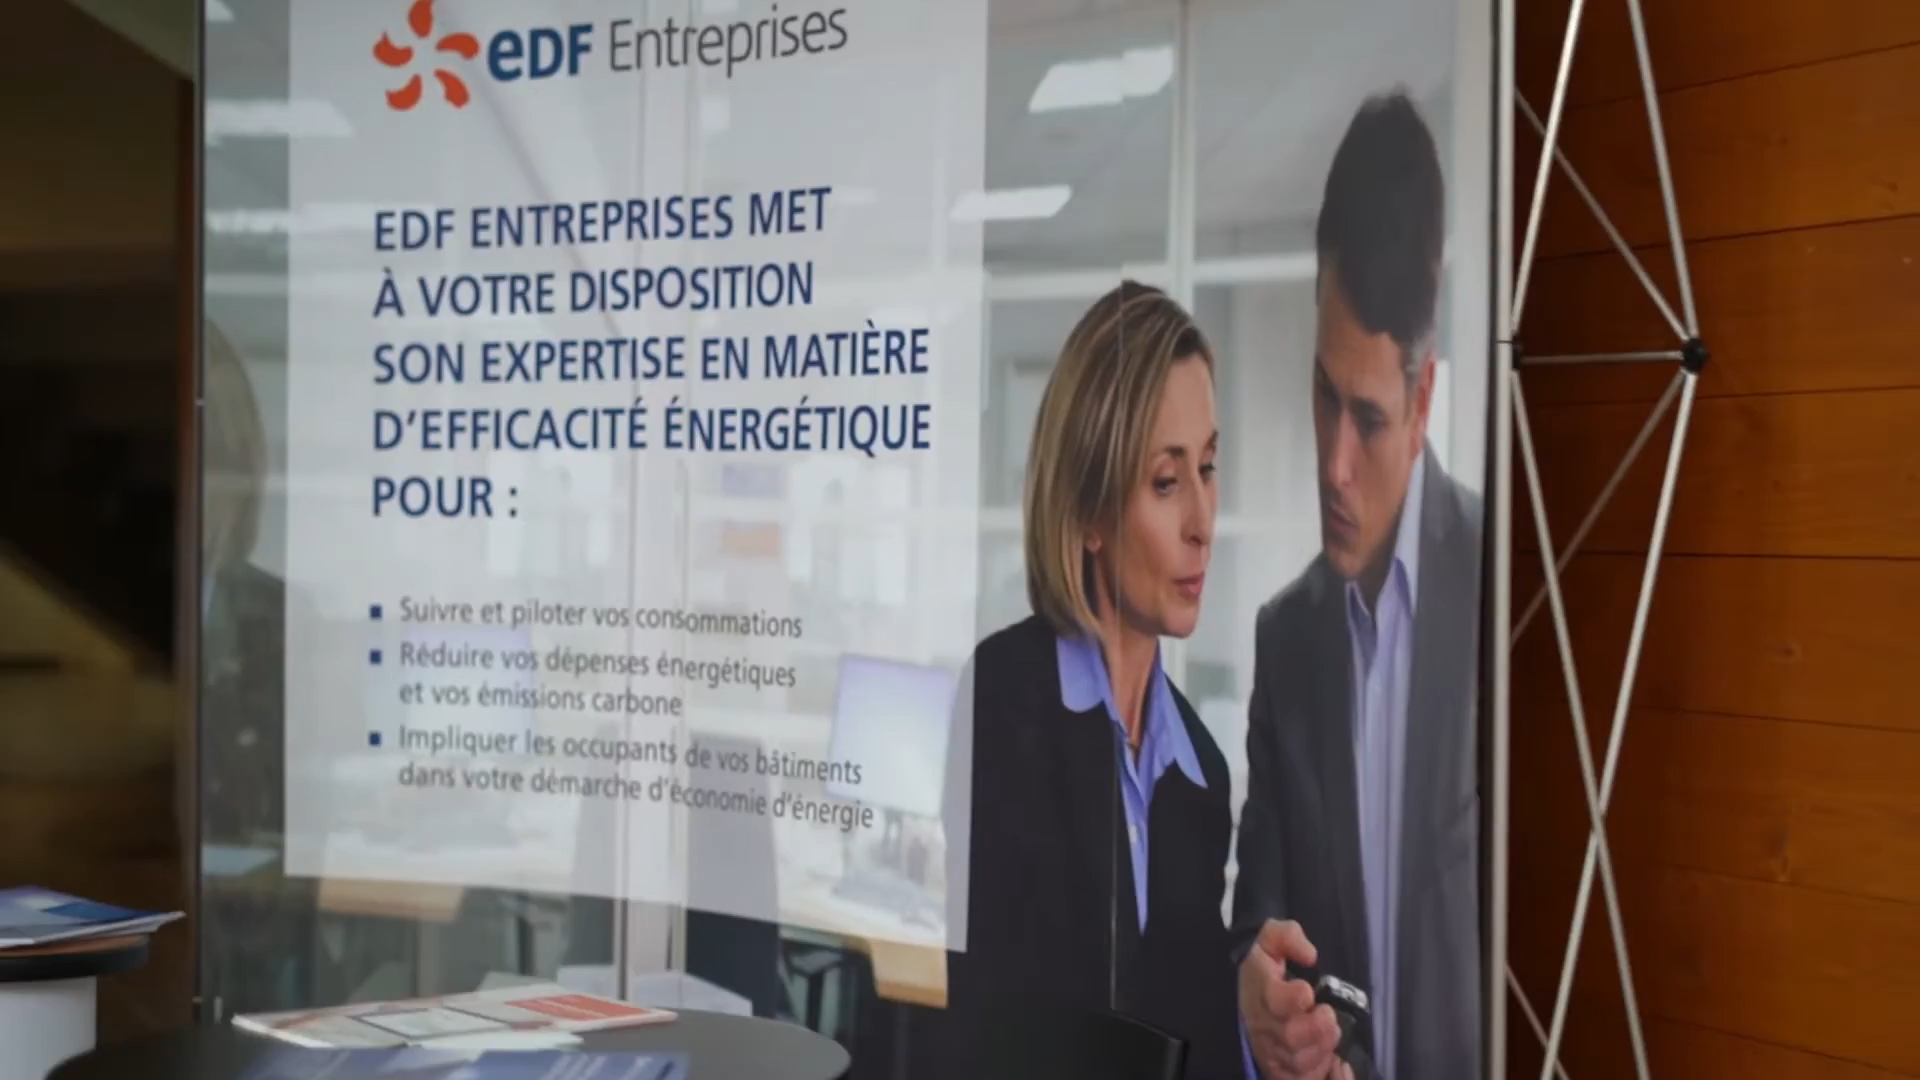 eDF Entreprises
EDF ENTREPRISES MET
À VOTRE DISPOSITION
SON EXPERTISE EN MATIÈRE
D'EFFICACITÉ ÉNERGÉTIQUE
POUR :
▪ Suivre et piloter vos consommations
▪ Réduire vos dépenses énergétiques
et vos émissions carbone
▪ Impliquer les occupants de vos bâtiments
dans votre démarche d'économie d'énergie